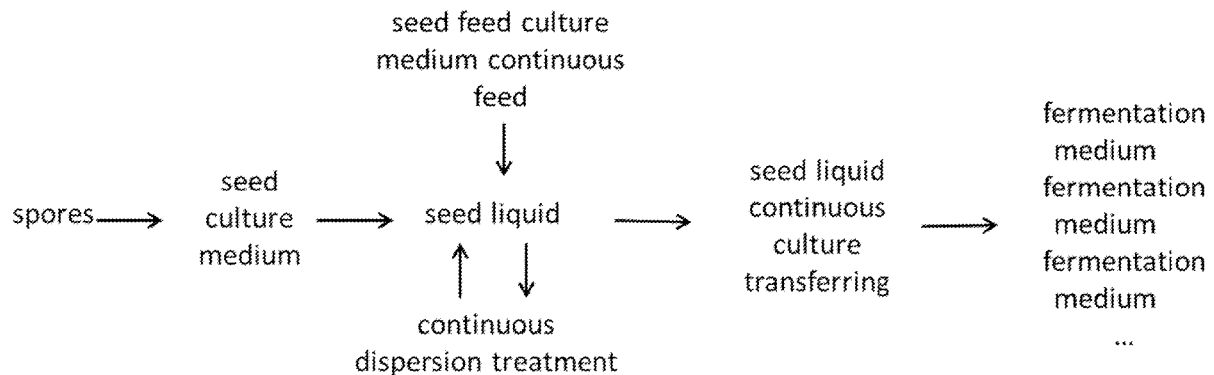 seed feed culture
medium continuous
feed
spores
seed
culture
medium
seed liquid
continuous
dispersion treatment
seed liquid
continuous
culture
transferring
fermentation
medium
fermentation
medium
fermentation
medium
...